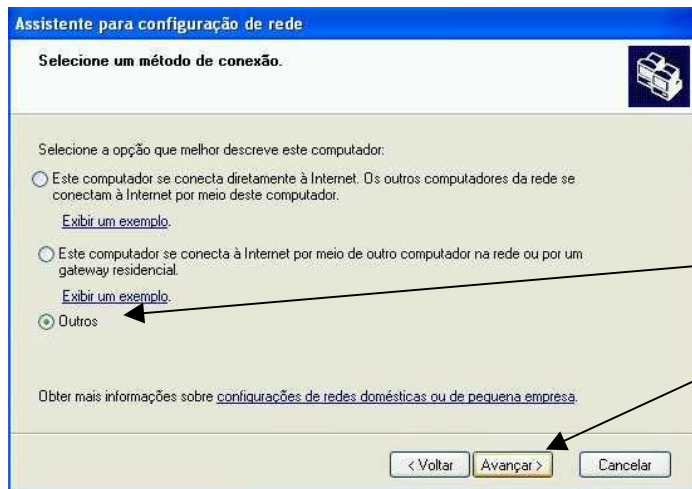 Assistente para configuração de rede
Selecione um método de conexão.
Selecione a opção que melhor descreve este computador:
Este computador se conecta diretamente à Internet. Os outros computadores da rede se
conectam à Internet por meio deste computador.
Exibir um exemplo.
Este computador se conecta à Internet por meio de outro computador na rede ou por um
gateway residencial.
Exibir um exemplo.
Outros
Obter mais informações sobre configurações de redes domésticas ou de pequena empresa.
< Voltar Avançar > Cancelar